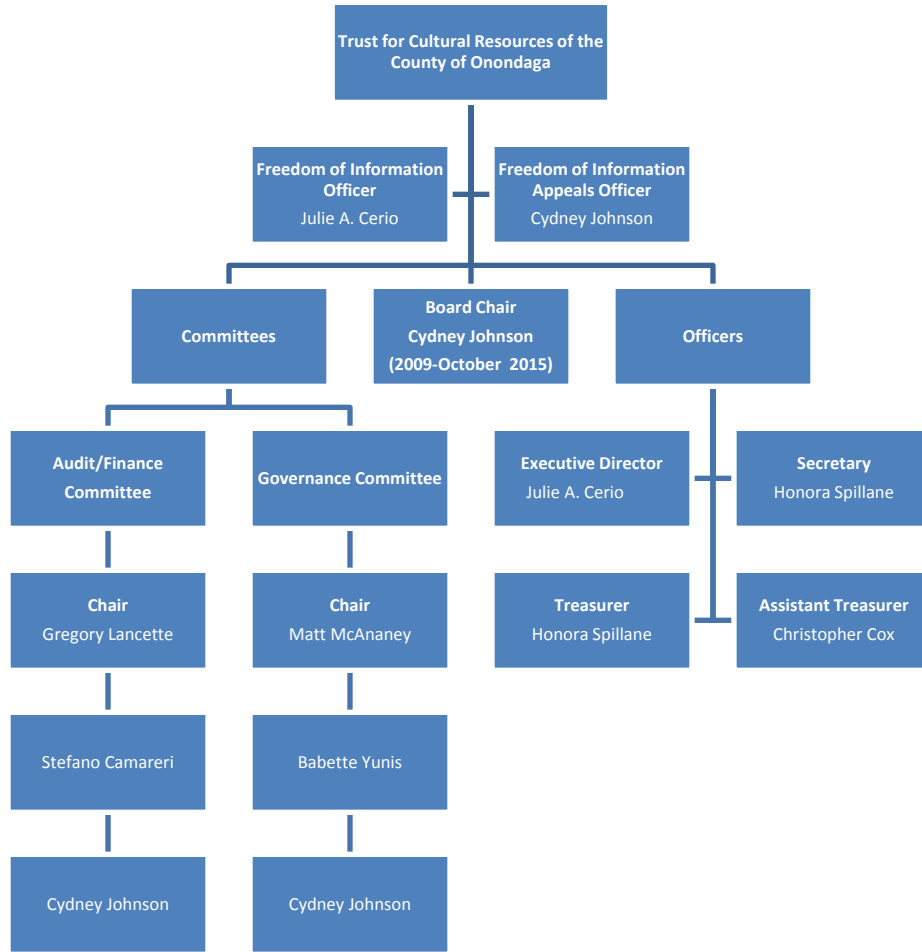 Trust for Cultural Resources of the
County of Onondaga
Freedom of Information
Officer
Julie A. Cerio
Freedom of Information
Appeals Officer
Cydney Johnson
Committees
Board Chair
Cydney Johnson
(2009-October 2015)
Officers
Audit/Finance
Committee
Governance Committee
Executive Director
Julie A. Cerio
Secretary
Honora Spillane
Chair
Gregory Lancette
Chair
Matt McAnaney
Treasurer
Honora Spillane
Assistant Treasurer
Christopher Cox
Stefano Camareri
Babette Yunis
Cydney Johnson
Cydney Johnson